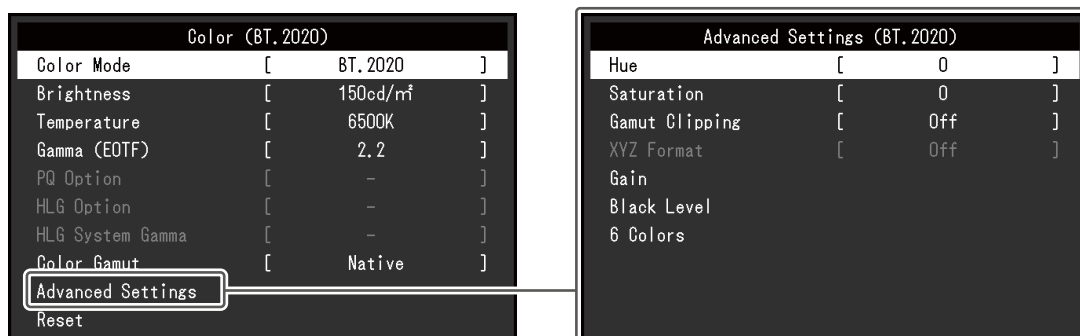 Color (BT.2020)
Color Mode [ BT.2020 ]
Brightness [ 150cd/㎡ ]
Temperature [ 6500K ]
Gamma (EOTF) [ 2.2 ]
PQ Option [ – ]
HLG Option [ – ]
HLG System Gamma [ – ]
Color Gamut [ Native ]
Advanced Settings
Reset
Advanced Settings (BT.2020)
Hue [ 0 ]
Saturation [ 0 ]
Gamut Clipping [ Off ]
XYZ Format [ Off ]
Gain
Black Level
6 Colors